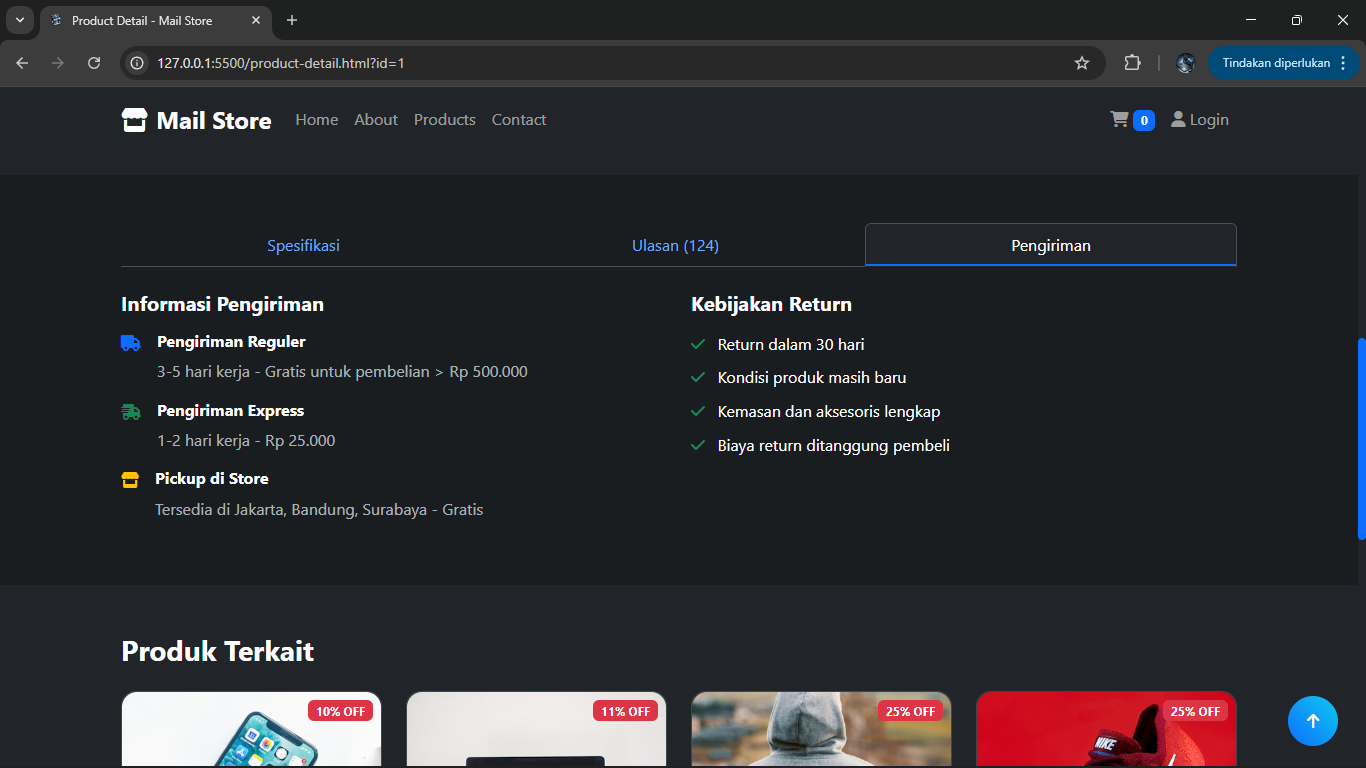 Product Detail - Mail Store
127.0.0.1:5500/product-detail.html?id=1
Tindakan diperlukan
Mail Store
Home About Products Contact
0 Login
Spesifikasi
Ulasan (124)
Pengiriman
Informasi Pengiriman
Pengiriman Reguler
3-5 hari kerja - Gratis untuk pembelian > Rp 500.000
Pengiriman Express
1-2 hari kerja - Rp 25.000
Pickup di Store
Tersedia di Jakarta, Bandung, Surabaya - Gratis
Kebijakan Return
Return dalam 30 hari
Kondisi produk masih baru
Kemasan dan aksesoris lengkap
Biaya return ditanggung pembeli
Produk Terkait
10% OFF
11% OFF
25% OFF
25% OFF
NIKE